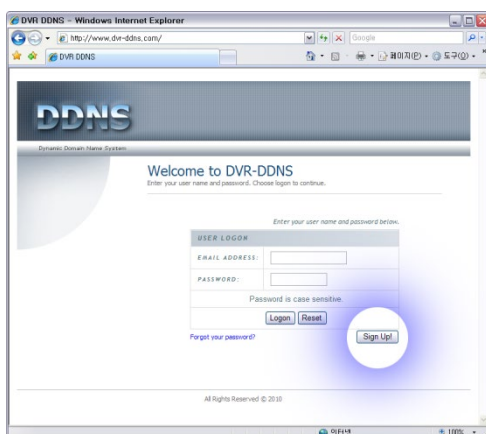 DVR DDNS - Windows Internet Explorer
http://www.dvr-ddns.com/
Google
DVR DDNS
페이지(P)
도구(O)
DDNS
Dynamic Domain Name System
Welcome to DVR-DDNS
Enter your user name and password. Choose logon to continue.
Enter your user name and password below.
USER LOGON
EMAIL ADDRESS:
PASSWORD:
Password is case sensitive.
Logon Reset
Forgot your password?
Sign Up!
All Rights Reserved © 2010
인터넷
100%